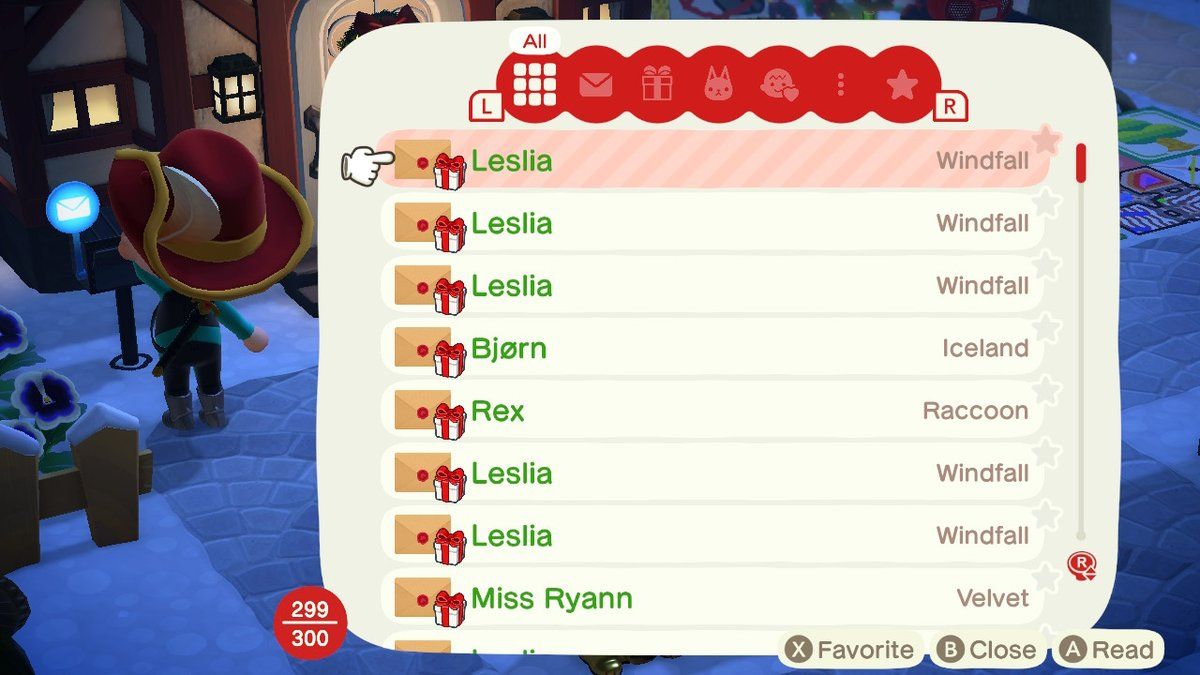 All
L
R
Leslia Windfall
Leslia Windfall
Leslia Windfall
Bjørn Iceland
Rex Raccoon
Leslia Windfall
Leslia Windfall
Miss Ryann Velvet
R
299
300
X Favorite B Close A Read